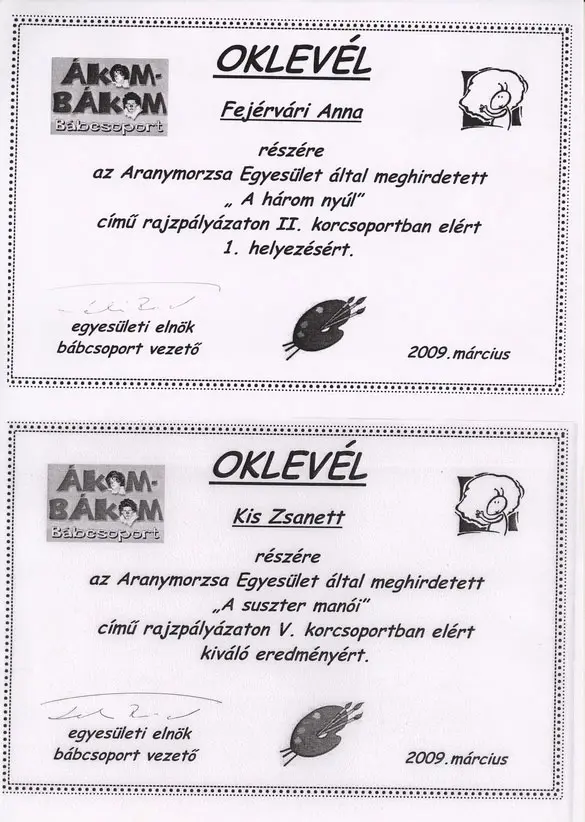 ÁKOM-
BÁKOM
Bábcsoport
OKLEVÉL
Fejérvári Anna
részére
az Aranymorzsa Egyesület által meghirdetett
„ A három nyúl”
című rajzpályázaton II. korcsoportban elért
1. helyezésért.
egyesületi elnök
bábcsoport vezető
2009.március
ÁKOM-
BÁKOM
Bábcsoport
OKLEVÉL
Kis Zsanett
részére
az Aranymorzsa Egyesület által meghirdetett
„A suszter manói”
című rajzpályázaton V. korcsoportban elért
kiváló eredményért.
egyesületi elnök
bábcsoport vezető
2009.március